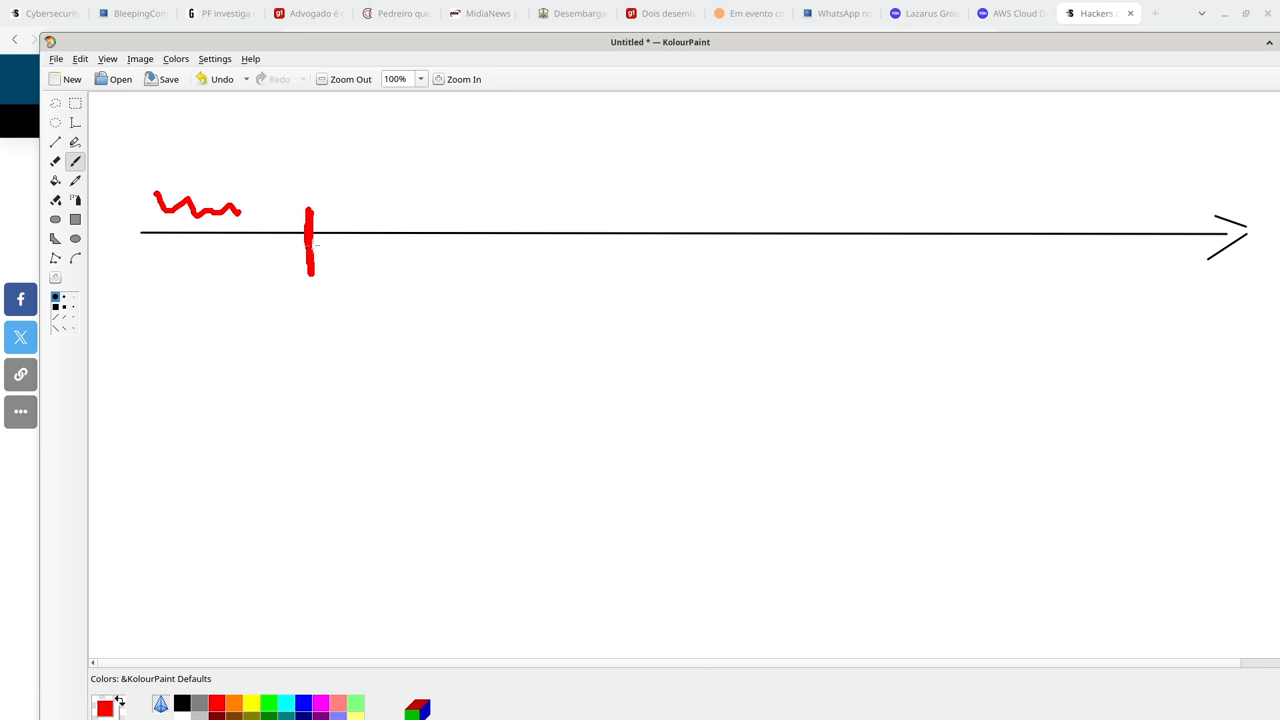 Cybersecurit
BleepingCom
PF investiga
Advogado é
Pedreiro que
MidiaNews
Desembarga
Dois desemb
Em evento c
WhatsApp no
Lazarus Grou
AWS Cloud D
Hackers
Untitled * — KolourPaint
File Edit View Image Colors Settings Help
New Open Save Undo Redo Zoom Out 100% Zoom In
Colors: &KolourPaint Defaults